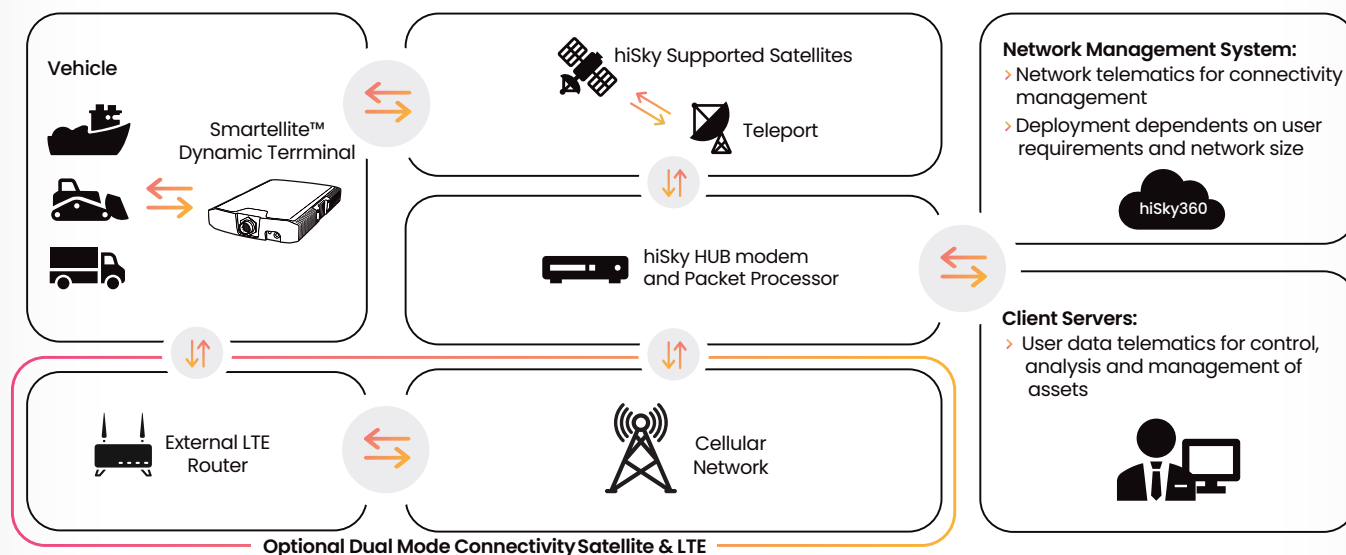 Vehicle
Smartellite™
Dynamic Terrminal
hiSky Supported Satellites
Teleport
hiSky HUB modem
and Packet Processor
Network Management System:
Network telematics for connectivity
management
Deployment dependents on user
requirements and network size
hiSky360
Client Servers:
User data telematics for control,
analysis and management of
assets
External LTE
Router
Cellular
Network
Optional Dual Mode Connectivity Satellite & LTE